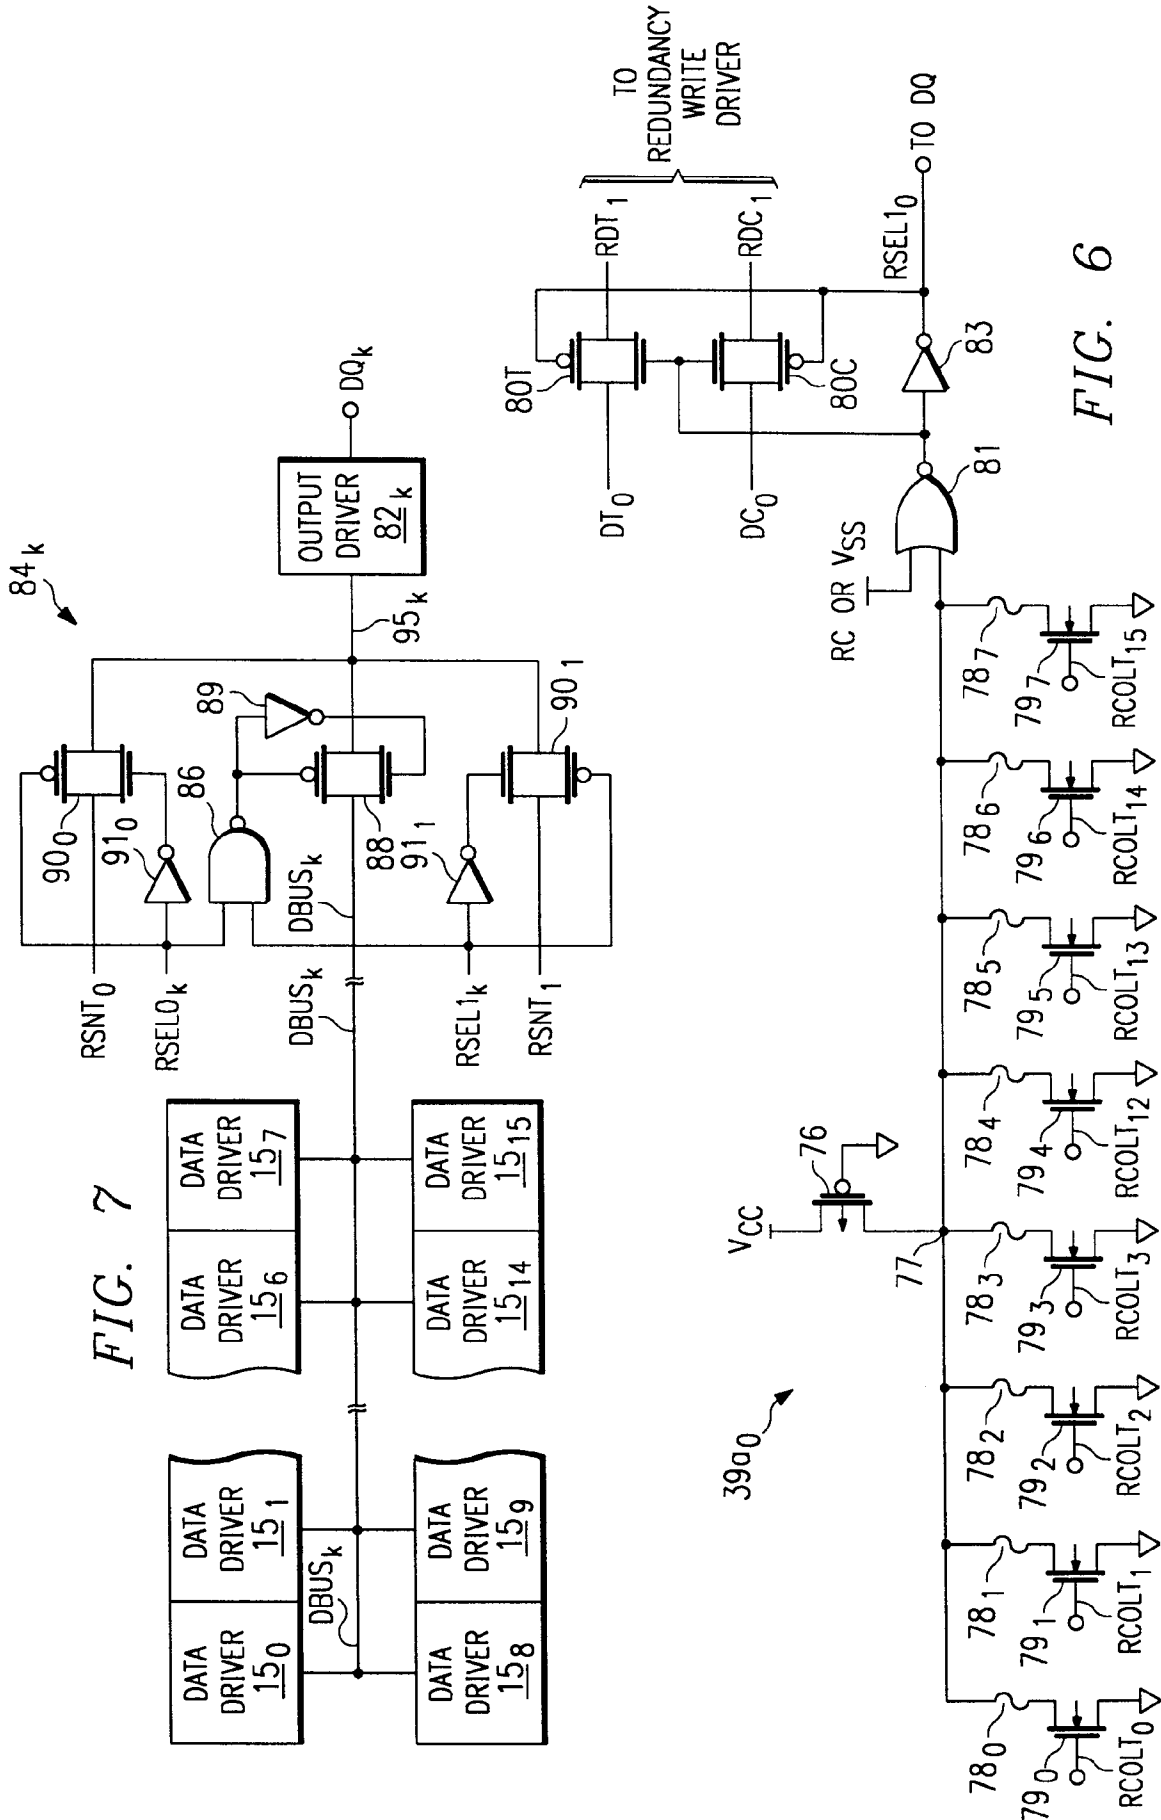 FIG. 7
DATA DRIVER 15₀
DATA DRIVER 15₁
DATA DRIVER 15₆
DATA DRIVER 15₇
DBUSₖ
DATA DRIVER 15₈
DATA DRIVER 15₉
DATA DRIVER 15₁₄
DATA DRIVER 15₁₅
DBUSₖ
DBUSₖ
84ₖ
RSNT₀
RSEL0ₖ
RSEL1ₖ
RSNT₁
90₀
91₀
86
89
88
91₁
90₁
95ₖ
OUTPUT DRIVER 82ₖ
DQₖ
39a₀
VCC
76
77
78₀
78₁
78₂
78₃
78₄
78₅
78₆
78₇
79₀
79₁
79₂
79₃
79₄
79₅
79₆
79₇
RCOLT₀
RCOLT₁
RCOLT₂
RCOLT₃
RCOLT₁₂
RCOLT₁₃
RCOLT₁₄
RCOLT₁₅
RC OR VSS
81
83
DT₀
80T
RDT₁
DC₀
80C
RDC₁
TO
REDUNDANCY
WRITE
DRIVER
RSEL1₀
TO DQ
FIG. 6